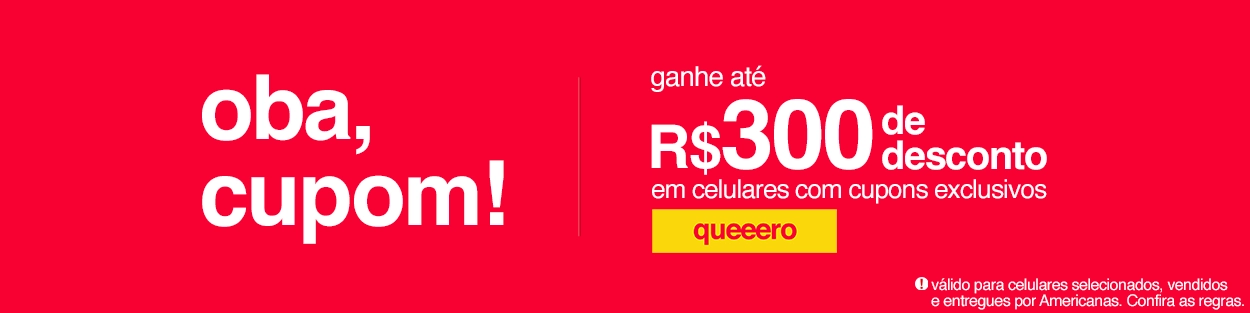 oba,
cupom!
ganhe até
R$300 de
desconto
em celulares com cupons exclusivos
queeero
válido para celulares selecionados, vendidos
e entregues por Americanas. Confira as regras.